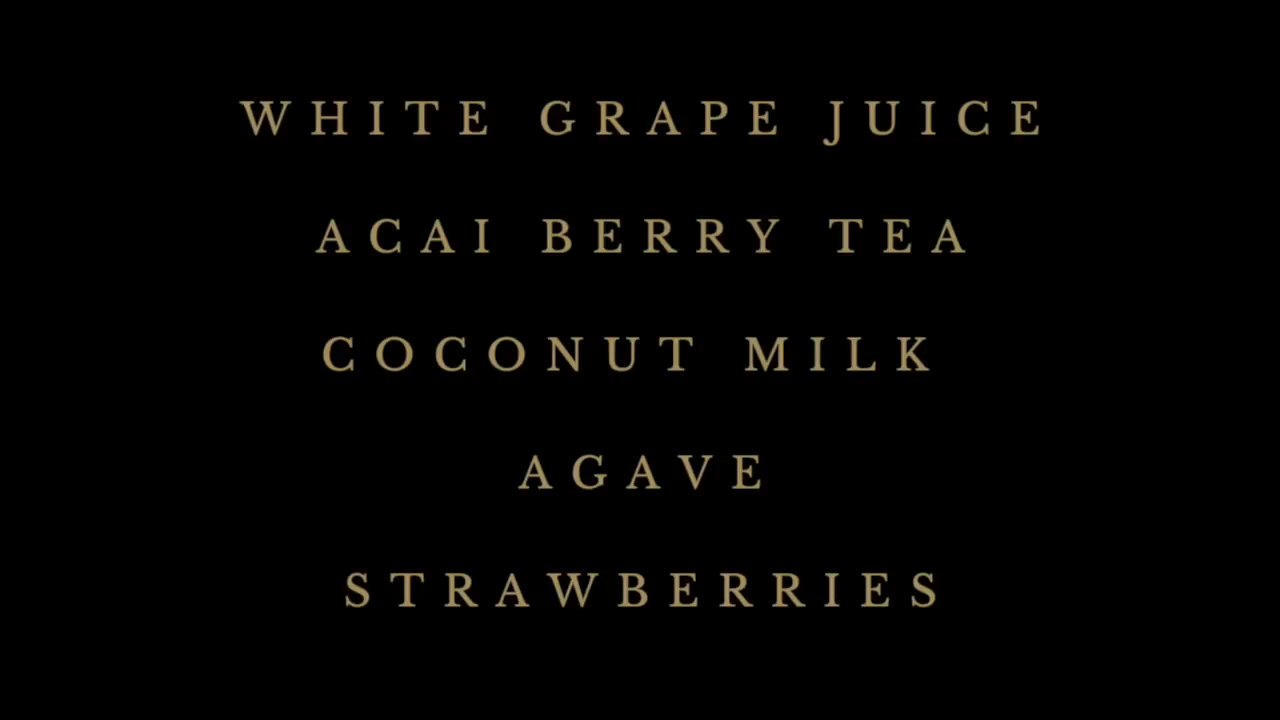 WHITE GRAPE JUICE
ACAI BERRY TEA
COCONUT MILK
AGAVE
STRAWBERRIES